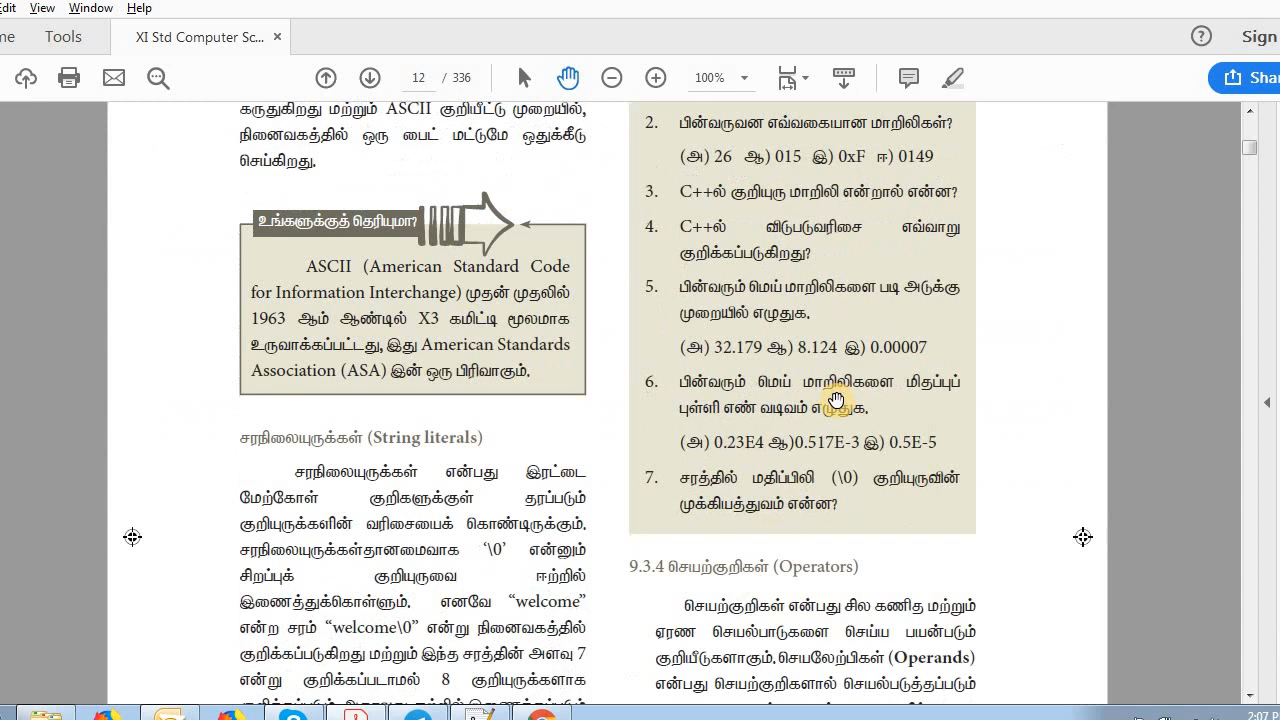 Edit View Window Help
Tools
XI Std Computer Sc... ×
Sign
12 / 336
100%
Shar
கருதுகிறது மற்றும் ASCII குறியீட்டு முறையில்,
நினைவகத்தில் ஒரு பைட் மட்டுமே ஒதுக்கீடு
செய்கிறது.
உங்களுக்குத் தெரியுமா?
ASCII (American Standard Code
for Information Interchange) முதன் முதலில்
1963 ஆம் ஆண்டில் X3 கமிட்டி மூலமாக
உருவாக்கப்பட்டது, இது American Standards
Association (ASA) இன் ஒரு பிரிவாகும்.
சரநிலையுருக்கள் (String literals)
சரநிலையுருக்கள் என்பது இரட்டை
மேற்கோள் குறிகளுக்குள் தரப்படும்
குறியுருக்களின் வரிசையைக் கொண்டிருக்கும்.
சரநிலையுருக்கள்தானமைவாக ‘\0’ என்னும்
சிறப்புக் குறியுருவை ஈற்றில்
இணைத்துக்கொள்ளும். எனவே “welcome”
என்ற சரம் “welcome\0” என்று நினைவகத்தில்
குறிக்கப்படுகிறது மற்றும் இந்த சரத்தின் அளவு 7
என்று குறிக்கப்படாமல் 8 குறியுருக்களாக
2. பின்வருவன எவ்வகையான மாறிலிகள்?
(அ) 26 ஆ) 015 இ) 0xF ஈ) 0149
3. C++ல் குறியுரு மாறிலி என்றால் என்ன?
4. C++ல் விடுபடுவரிசை எவ்வாறு
குறிக்கப்படுகிறது?
5. பின்வரும் மெய் மாறிலிகளை படி அடுக்கு
முறையில் எழுதுக.
(அ) 32.179 ஆ) 8.124 இ) 0.00007
6. பின்வரும் மெய் மாறிலிகளை மிதப்புப்
புள்ளி எண் வடிவம் எழுதுக.
(அ) 0.23E4 ஆ)0.517E-3 இ) 0.5E-5
7. சரத்தில் மதிப்பிலி (\0) குறியுருவின்
முக்கியத்துவம் என்ன?
9.3.4 செயற்குறிகள் (Operators)
செயற்குறிகள் என்பது சில கணித மற்றும்
ஏரண செயல்பாடுகளை செய்ய பயன்படும்
குறியீடுகளாகும். செயலேற்பிகள் (Operands)
என்பது செயற்குறிகளால் செயல்படுத்தப்படும்
2:07 P